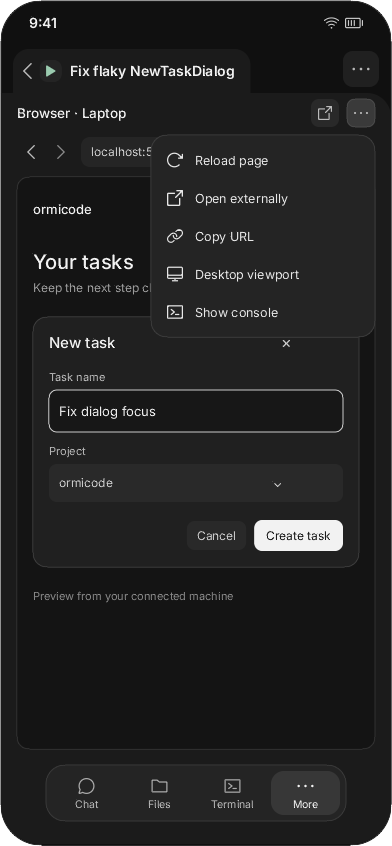 9:41
Fix flaky NewTaskDialog
Browser · Laptop
localhost:5
Reload page
Open externally
Copy URL
Desktop viewport
Show console
ormicode
Your tasks
Keep the next step
New task
Task name
Fix dialog focus
Project
ormicode
Cancel
Create task
Preview from your connected machine
Chat
Files
Terminal
More